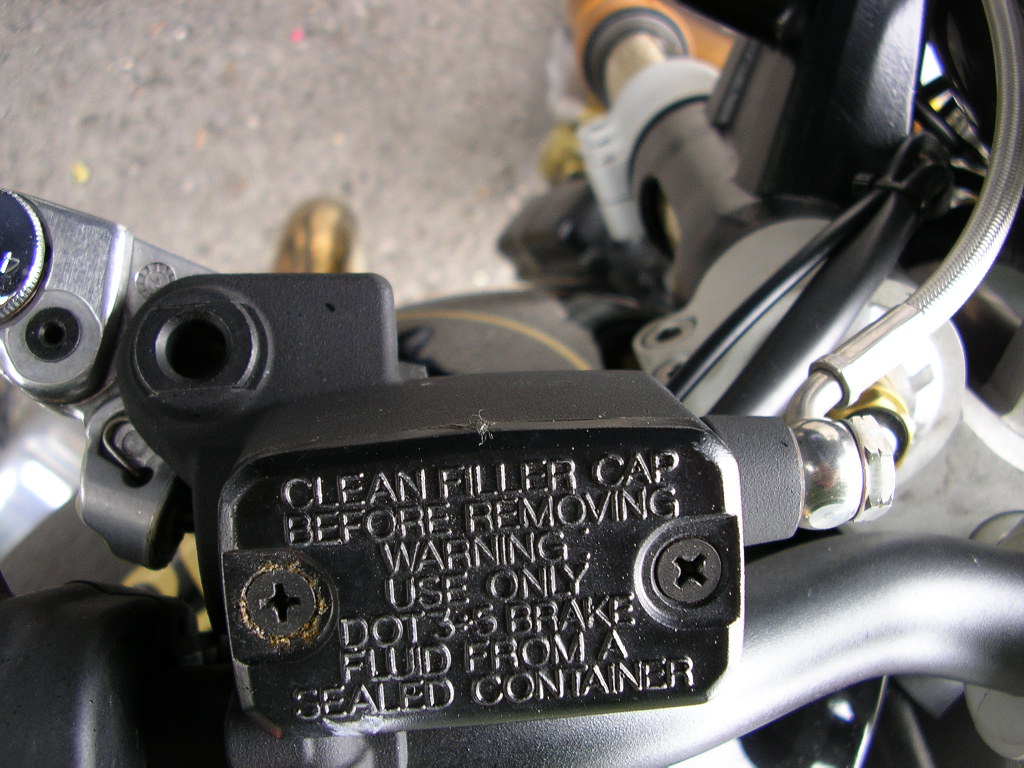 CLEAN FILLER CAP
BEFORE REMOVING
WARNING
USE ONLY
DOT 3-5 BRAKE
FLUID FROM A
SEALED CONTAINER